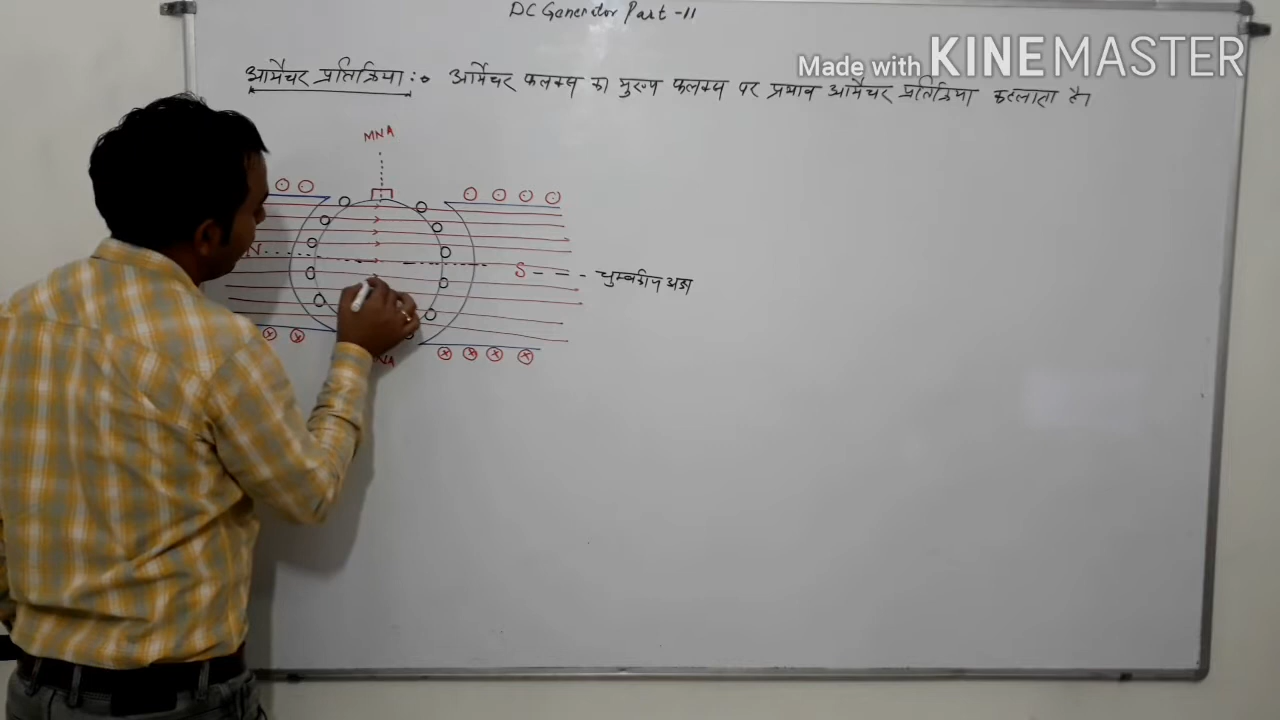 DC Generator Part -11
Made with KINEMASTER
आर्मेचर प्रतिक्रिया :- आर्मेचर फलक्स का मुख्य फलक्स पर प्रभाव आर्मेचर प्रतिक्रिया कहलाता है।
MNA
N
S - = - चुम्बकीय अक्ष
NA